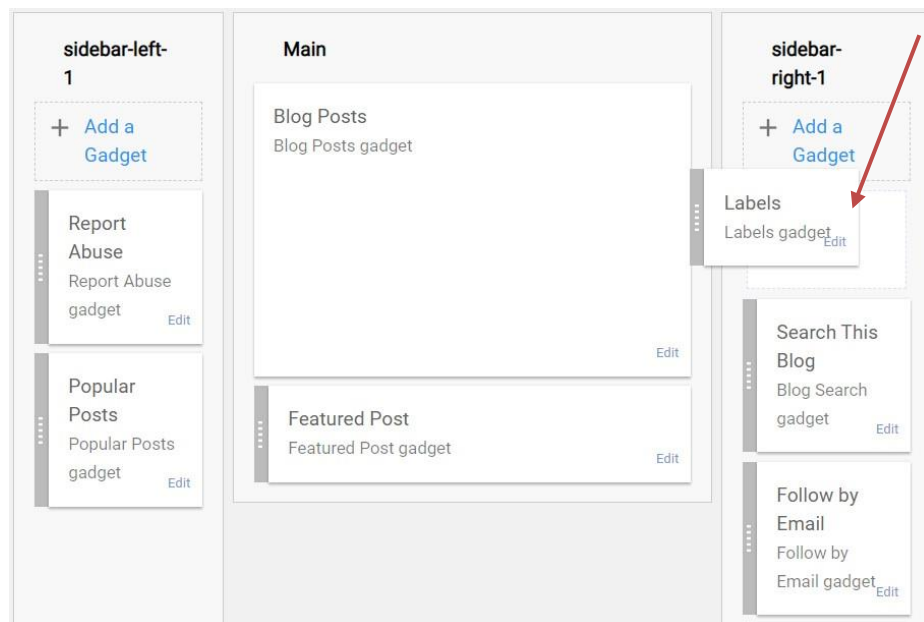 sidebar-left-
1
Add a
Gadget
Report
Abuse
Report Abuse
gadget
Edit
Popular
Posts
Popular Posts
gadget
Edit
Main
Blog Posts
Blog Posts gadget
Edit
Featured Post
Featured Post gadget
Edit
sidebar-
right-1
Add a
Gadget
Labels
Labels gadget
Edit
Search This
Blog
Blog Search
gadget
Edit
Follow by
Email
Follow by
Email gadget
Edit